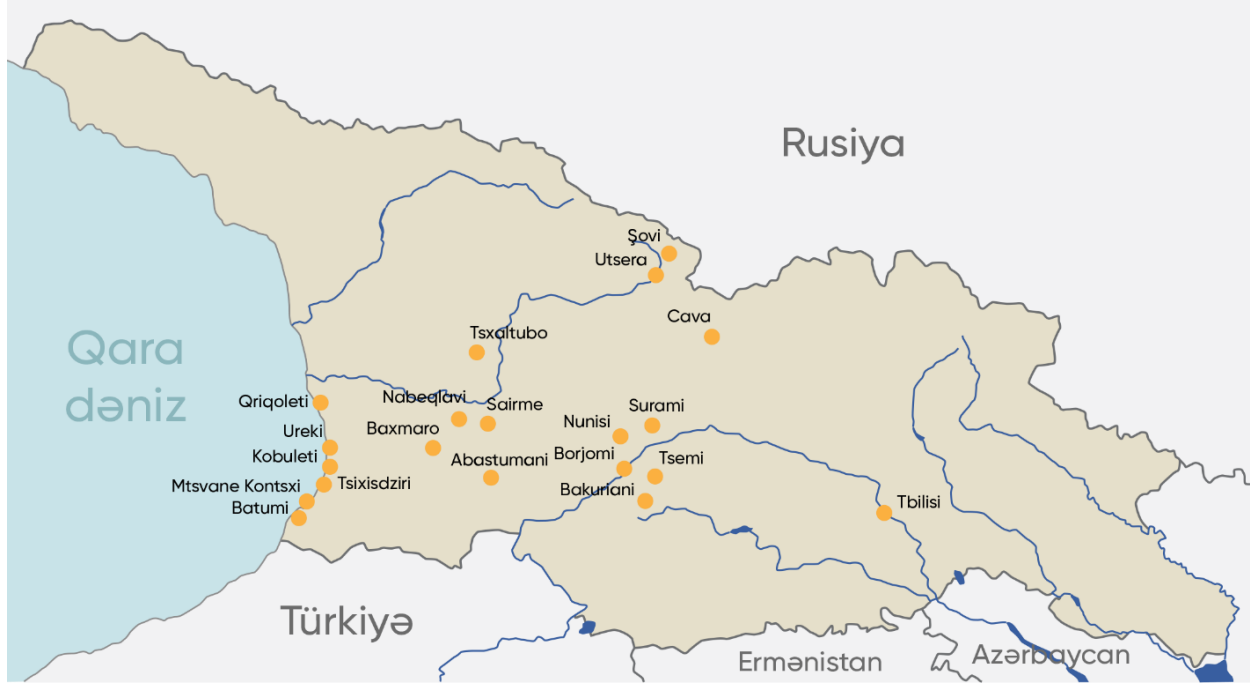 Rusiya
Şovi
Utsera
Cava
Tsxaltubo
Qara
dəniz
Qriqoleti
Nabeqlavi
Sairme
Surami
Nunisi
Baxmaro
Ureki
Kobuleti
Abastumani
Borjomi
Tsemi
Tsixisdziri
Mtsvane Kontsxi
Bakuriani
Batumi
Tbilisi
Türkiyə
Ermənistan
Azərbaycan